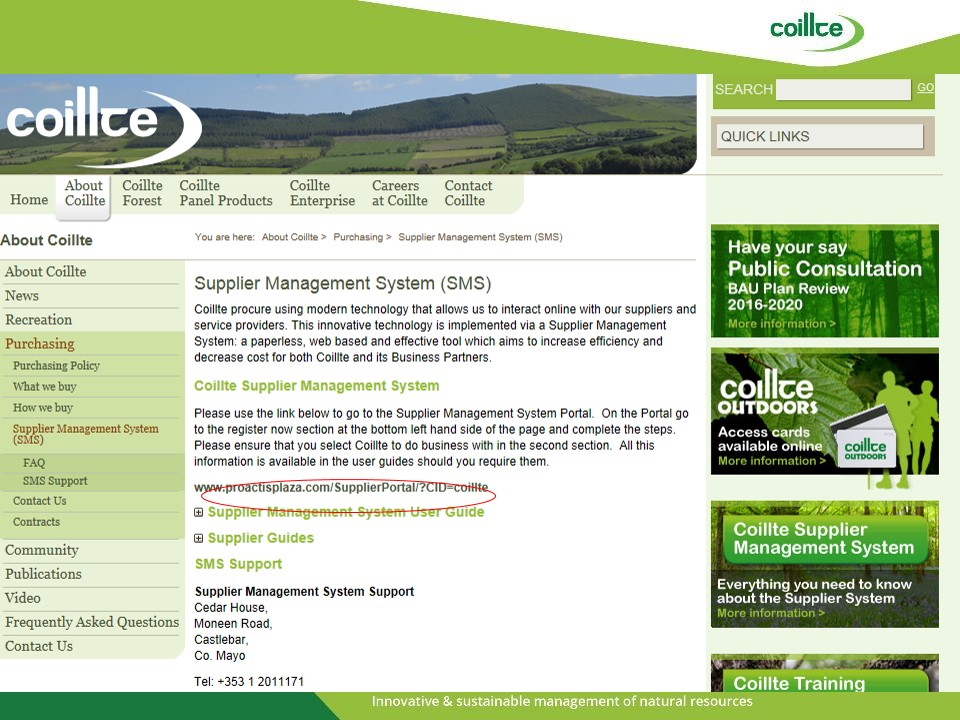 coillte
coillte
SEARCH
GO
QUICK LINKS
Home
About
Coillte
Coillte
Forest
Coillte
Panel Products
Coillte
Enterprise
Careers
at Coillte
Contact
Coillte
About Coillte
About Coillte
News
Recreation
Purchasing
Purchasing Policy
What we buy
How we buy
Supplier Management System
(SMS)
FAQ
SMS Support
Contact Us
Contracts
Community
Publications
Video
Frequently Asked Questions
Contact Us
You are here: About Coillte > Purchasing > Supplier Management System (SMS)
Supplier Management System (SMS)
Coillte procure using modern technology that allows us to interact online with our suppliers and
service providers. This innovative technology is implemented via a Supplier Management
System: a paperless, web based and effective tool which aims to increase efficiency and
decrease cost for both Coillte and its Business Partners.
Coillte Supplier Management System
Please use the link below to go to the Supplier Management System Portal. On the Portal go
to the register now section at the bottom left hand side of the page and complete the steps.
Please ensure that you select Coillte to do business with in the second section. All this
information is available in the user guides should you require them.
www.proactisplaza.com/SupplierPortal/?CID=coillte
Supplier Management System User Guide
Supplier Guides
SMS Support
Supplier Management System Support
Cedar House,
Moneen Road,
Castlebar,
Co. Mayo
Tel: +353 1 2011171
Have your say
Public Consultation
BAU Plan Review
2016-2020
More information >
coillte
OUTDOORS
Access cards
available online
More information >
coillte
OUTDOORS
Coillte Supplier
Management System
Everything you need to know
about the Supplier System
More information >
Coillte Training
Innovative & sustainable management of natural resources